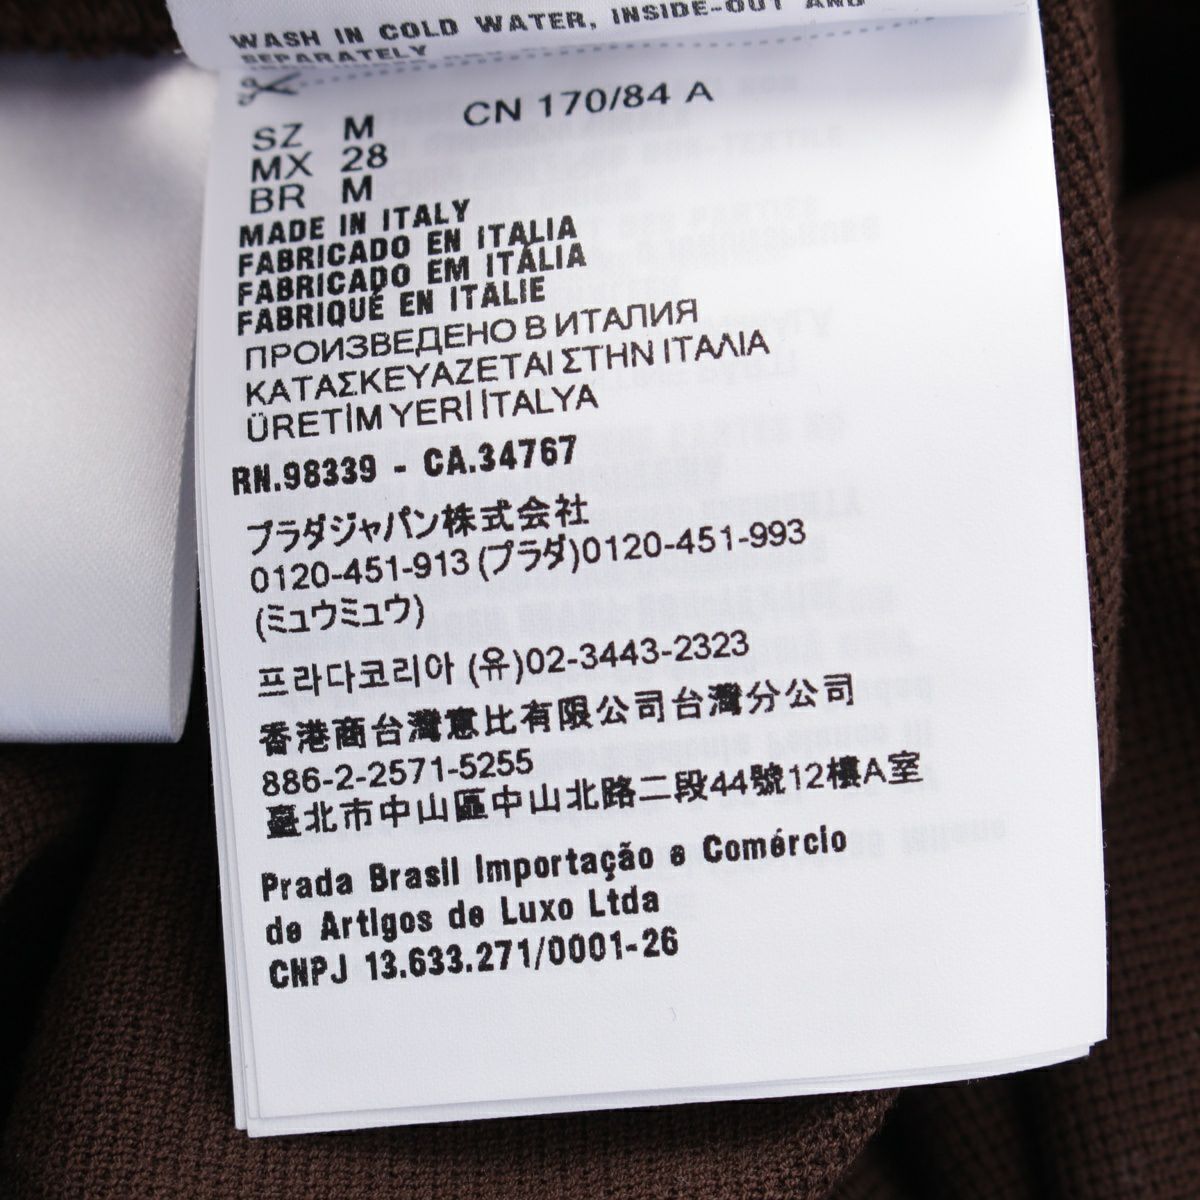 WASH IN COLD WATER, INSIDE-OUT AND
SEPARATELY
SZ M CN 170/84 A
MX 28
BR M
MADE IN ITALY
FABRICADO EN ITALIA
FABRICADO EM ITÁLIA
FABRIQUÉ EN ITALIE
ПРОИЗВЕДЕНО В ИТАЛИЯ
ΚΑΤΑΣΚΕΥΑΖΕΤΑΙ ΣΤΗΝ ΙΤΑΛΙΑ
ÜRETİM YERİ İTALYA
RN.98339 - CA.34767
プラダジャパン株式会社
0120-451-913 (プラダ)0120-451-993
(ミュウミュウ)
프라다코리아 (유)02-3443-2323
香港商台灣惠比有限公司台灣分公司
886-2-2571-5255
臺北市中山區中山北路二段44號12樓A室
Prada Brasil Importação e Comércio
de Artigos de Luxo Ltda
CNPJ 13.633.271/0001-26